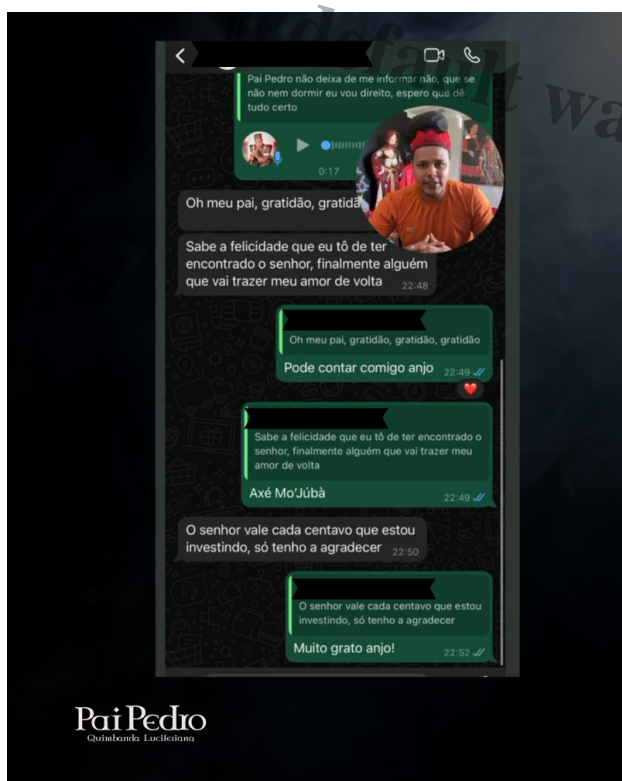 default wa
Pai Pedro não deixa de me informar não, que se
não nem dormir eu vou direito, espero que dê
tudo certo
0:17
Oh meu pai, gratidão, gratidã
Sabe a felicidade que eu tô de ter
encontrado o senhor, finalmente alguém
que vai trazer meu amor de volta 22:48
Oh meu pai, gratidão, gratidão, gratidão
Pode contar comigo anjo 22:49
Sabe a felicidade que eu tô de ter encontrado o
senhor, finalmente alguém que vai trazer meu
amor de volta
Axé Mo'Júbà 22:49
O senhor vale cada centavo que estou
investindo, só tenho a agradecer 22:50
O senhor vale cada centavo que estou
investindo, só tenho a agradecer
Muito grato anjo! 22:52
Pai Pedro
Quimbanda Luciferiana